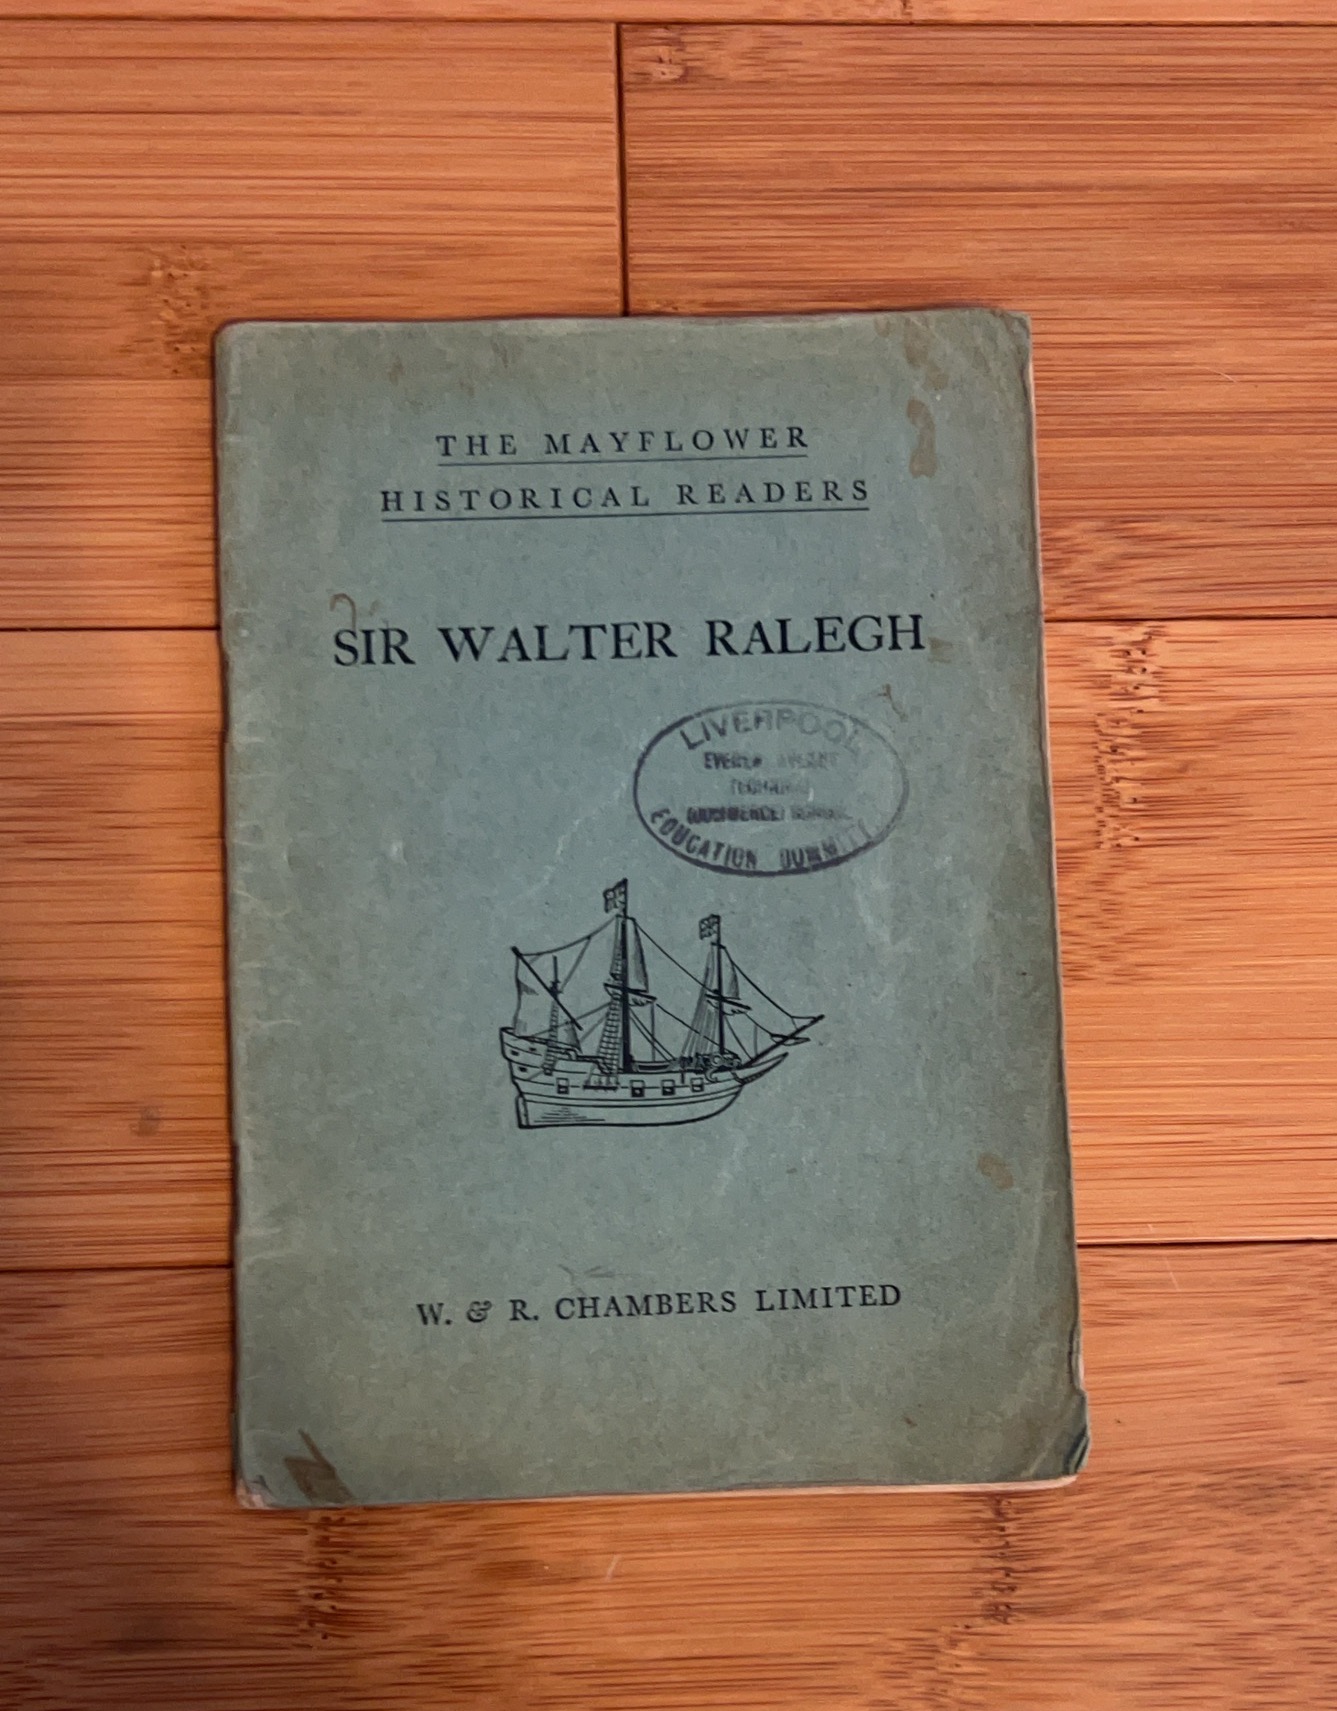 THE MAYFLOWER
HISTORICAL READERS
SIR WALTER RALEGH
LIVERPOOL
EDUCATION
W. & R. CHAMBERS LIMITED